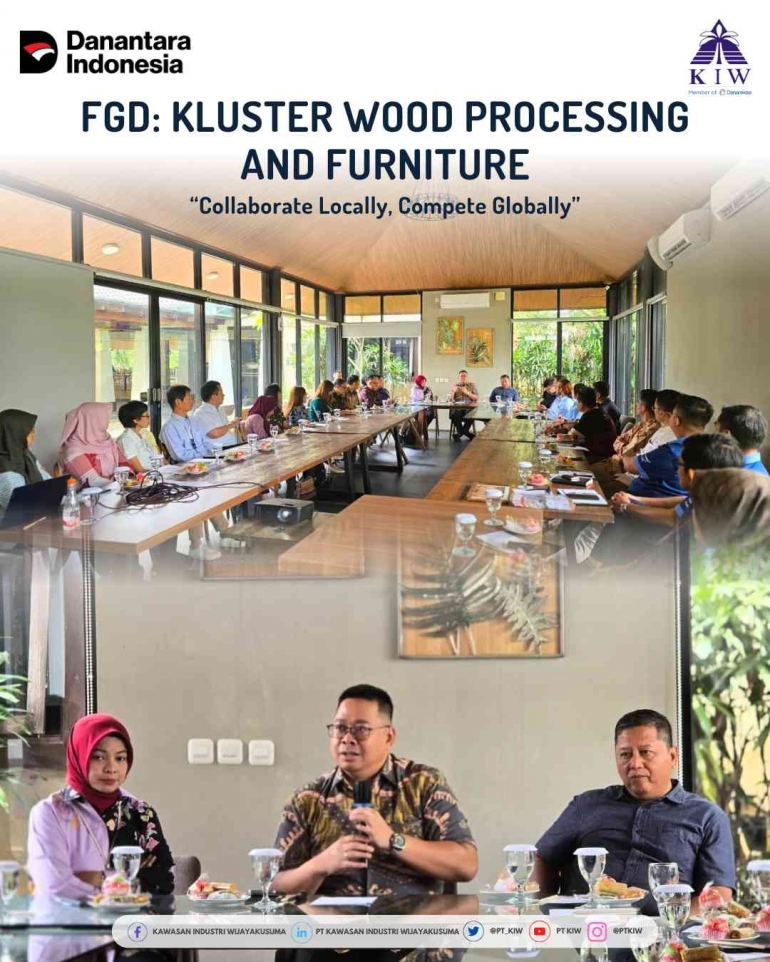 Danantara
Indonesia
KIW
Member of Danareksa
FGD: KLUSTER WOOD PROCESSING
AND FURNITURE
“Collaborate Locally, Compete Globally”
KAWASAN INDUSTRI WIJAYAKUSUMA PT KAWASAN INDUSTRI WIJAYAKUSUMA @PT_KIW PT KIW @PTKIW